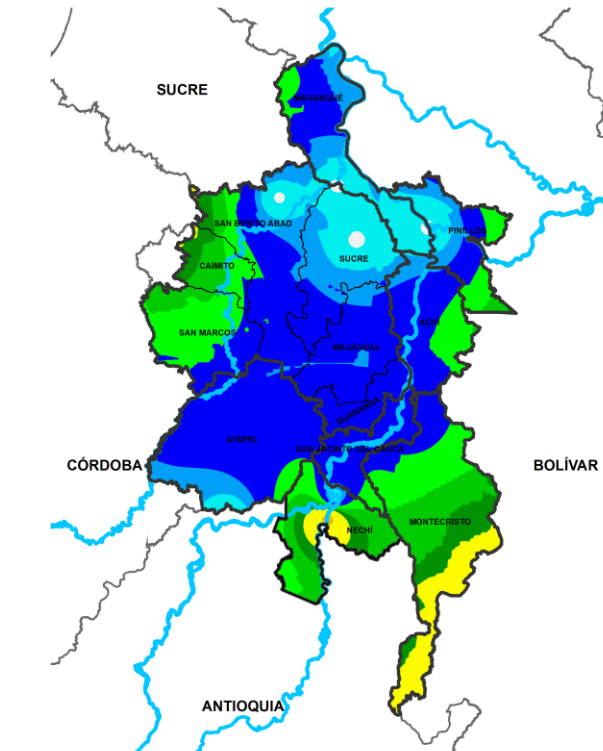 SUCRE
MAGANGUÉ
SAN BENITO ABAD
PINILLOS
CAIMITO
SUCRE
ACHÍ
SAN MARCOS
MAJAGUAL
GUARANDA
AYAPEL
SAN JACINTO DEL CAUCA
CÓRDOBA
BOLÍVAR
MONTECRISTO
NECHÍ
ANTIOQUIA